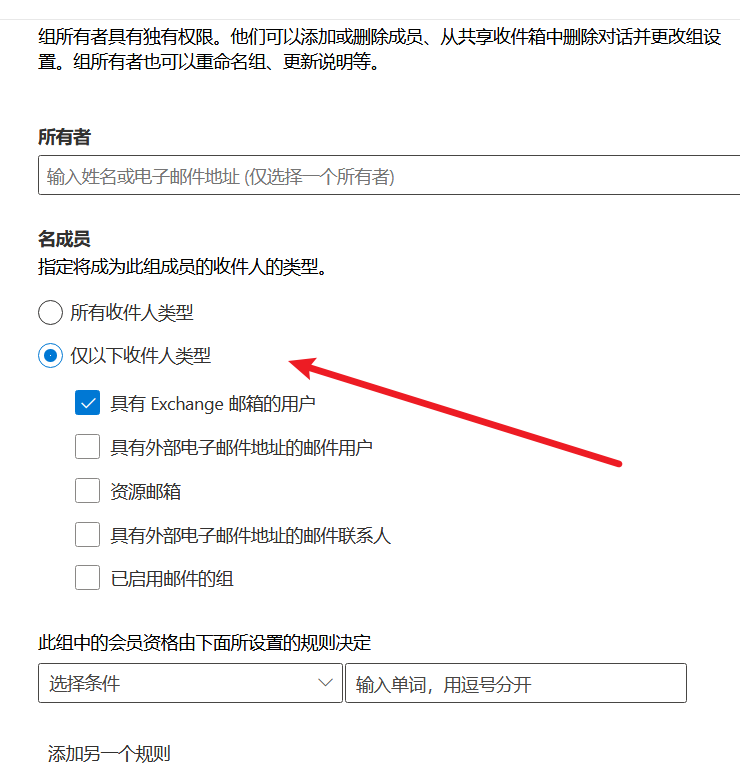 组所有者具有独有权限。他们可以添加或删除成员、从共享收件箱中删除对话并更改组设
置。组所有者也可以重命名组、更新说明等。
所有者
输入姓名或电子邮件地址 (仅选择一个所有者)
名成员
指定将成为此组成员的收件人的类型。
所有收件人类型
仅以下收件人类型
具有 Exchange 邮箱的用户
具有外部电子邮件地址的邮件用户
资源邮箱
具有外部电子邮件地址的邮件联系人
已启用邮件的组
此组中的会员资格由下面所设置的规则决定
选择条件
输入单词，用逗号分开
添加另一个规则